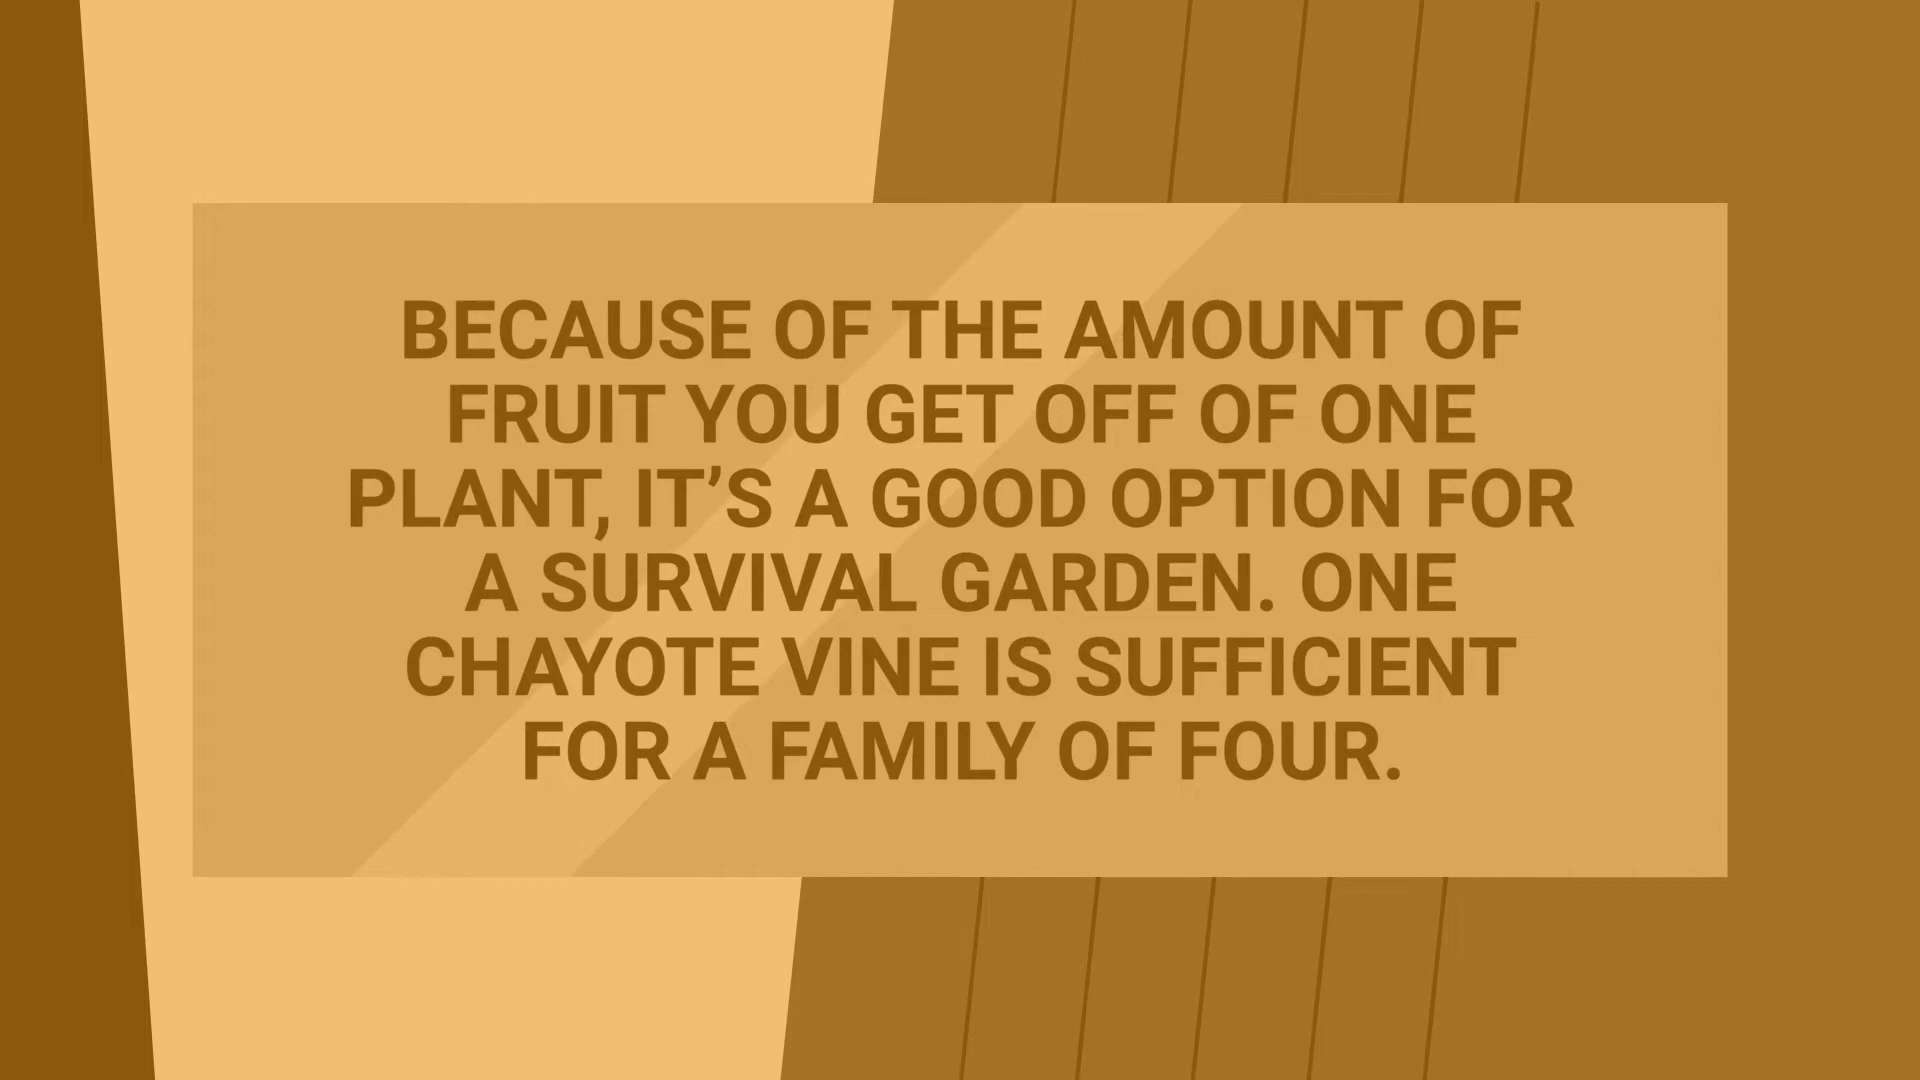 BECAUSE OF THE AMOUNT OF
FRUIT YOU GET OFF OF ONE
PLANT, IT’S A GOOD OPTION FOR
A SURVIVAL GARDEN. ONE
CHAYOTE VINE IS SUFFICIENT
FOR A FAMILY OF FOUR.